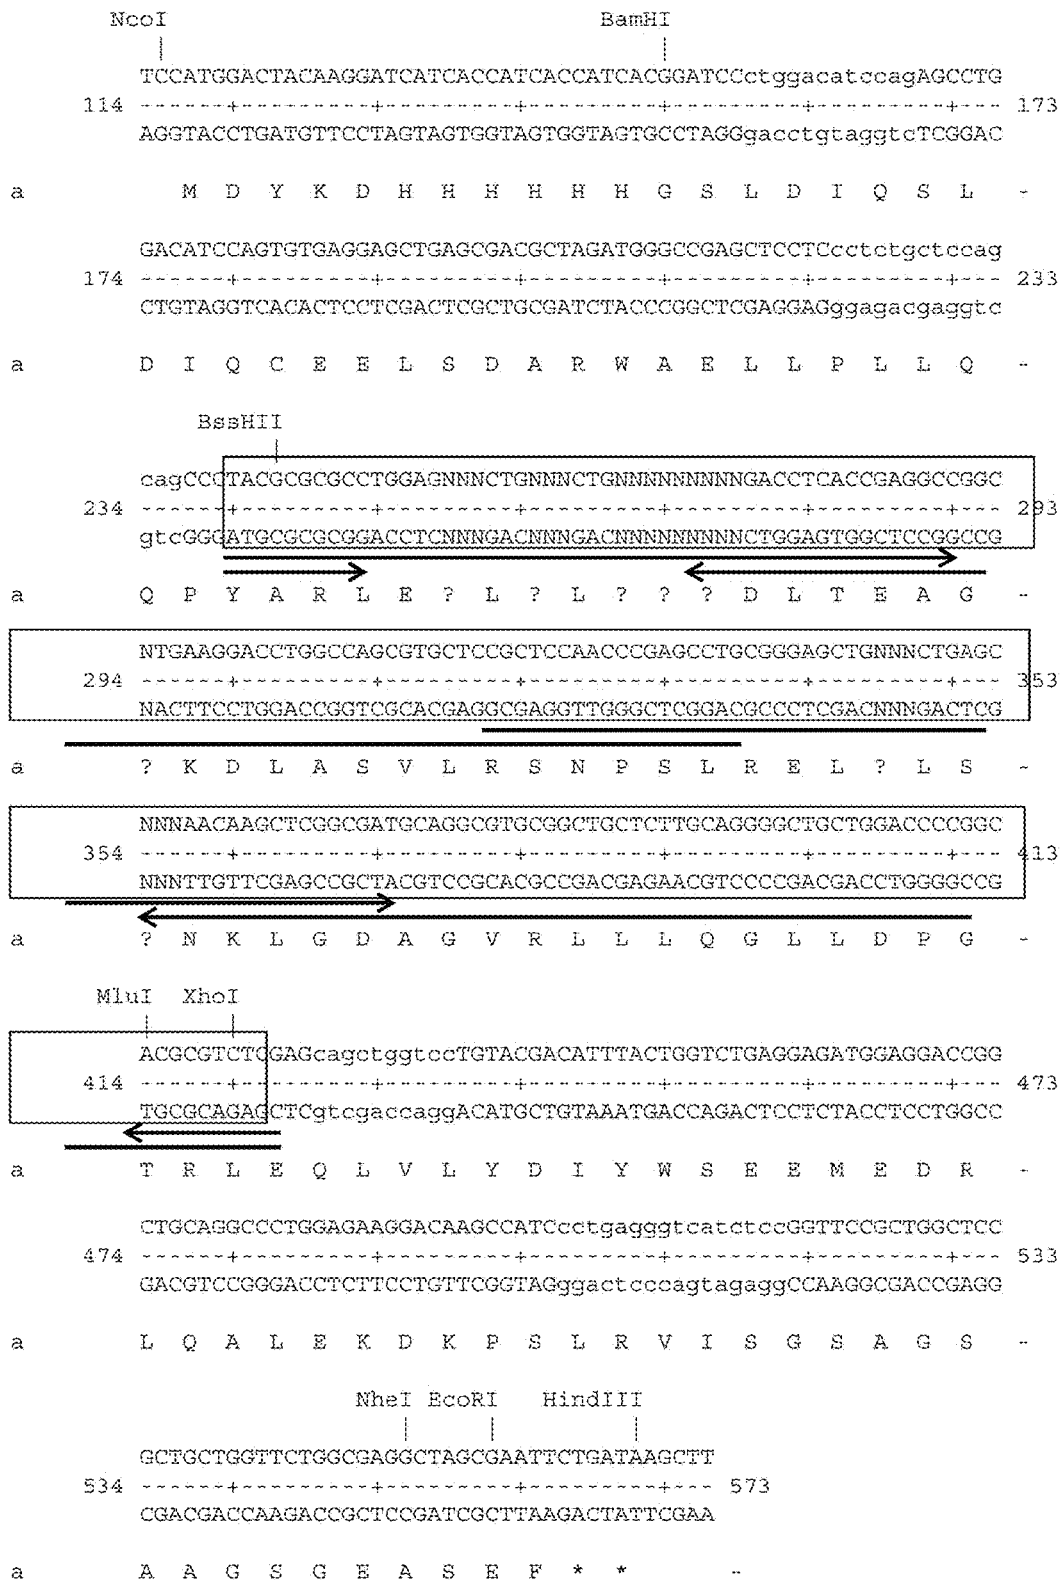 NcoI BamHI
TCCATGGACTACAAGGATCATCACCATCACCATCACGGATCCctggacatccagAGCCTG
114 ------+---------+---------+---------+---------+---------+--- 173
AGGTACCTGATGTTCCTAGTAGTGGTAGTGGTAGTGCCTAGGgacctgtaggtcTCGGAC
a M D Y K D H H H H H H G S L D I Q S L -
GACATCCAGTGTGAGGAGCTGAGCGACGCTAGATGGGCCGAGCTCCTCcctctgctccag
174 ------+---------+---------+---------+---------+---------+--- 233
CTGTAGGTCACACTCCTCGACTCGCTGCGATCTACCCGGCTCGAGGAGggagacgaggtc
a D I Q C E E L S D A R W A E L L P L L Q -
BssHII
cagCCCTACGCGCGCCTGGAGNNNCTGNNNCTGNNNNNNNNNGACCTCACCGAGGCCGGC
234 ------+---------+---------+---------+---------+---------+--- 293
gtcGGGATGCGCGCGGACCTCNNNGACNNNGACNNNNNNNNNCTGGAGTGGCTCCGGCCG
a Q P Y A R L E ? L ? L ? ? ? D L T E A G -
NTGAAGGACCTGGCCAGCGTGCTCCGCTCCAACCCGAGCCTGCGGGAGCTGNNNCTGAGC
294 ------+---------+---------+---------+---------+---------+--- 353
NACTTCCTGGACCGGTCGCACGAGGCGAGGTTGGGCTCGGACGCCCTCGACNNNGACTCG
a ? K D L A S V L R S N P S L R E L ? L S -
NNNAACAAGCTCGGCGATGCAGGCGTGCGGCTGCTCTTGCAGGGGCTGCTGGACCCCGGC
354 ------+---------+---------+---------+---------+---------+--- 413
NNNTTGTTCGAGCCGCTACGTCCGCACGCCGACGAGAACGTCCCCGACGACCTGGGGCCG
a ? N K L G D A G V R L L L Q G L L D P G -
MluI XhoI
ACGCGTCTCGAGcagctggtccTGTACGACATTTACTGGTCTGAGGAGATGGAGGACCGG
414 ------+---------+---------+---------+---------+---------+--- 473
TGCGCAGAGCTCgtcgaccaggACATGCTGTAAATGACCAGACTCCTCTACCTCCTGGCC
a T R L E Q L V L Y D I Y W S E E M E D R -
CTGCAGGCCCTGGAGAAGGACAAGCCATCCctgagggtcatctccGGTTCCGCTGGCTCC
474 ------+---------+---------+---------+---------+---------+--- 533
GACGTCCGGGACCTCTTCCTGTTCGGTAGGgactcccagtagaggCCAAGGCGACCGAGG
a L Q A L E K D K P S L R V I S G S A G S -
NheI EcoRI HindIII
GCTGCTGGTTCTGGCGAGGCTAGCGAATTCTGATAAGCTT
534 ------+---------+---------+---------+--- 573
CGACGACCAAGACCGCTCCGATCGCTTAAGACTATTCGAA
a A A G S G E A S E F * * -